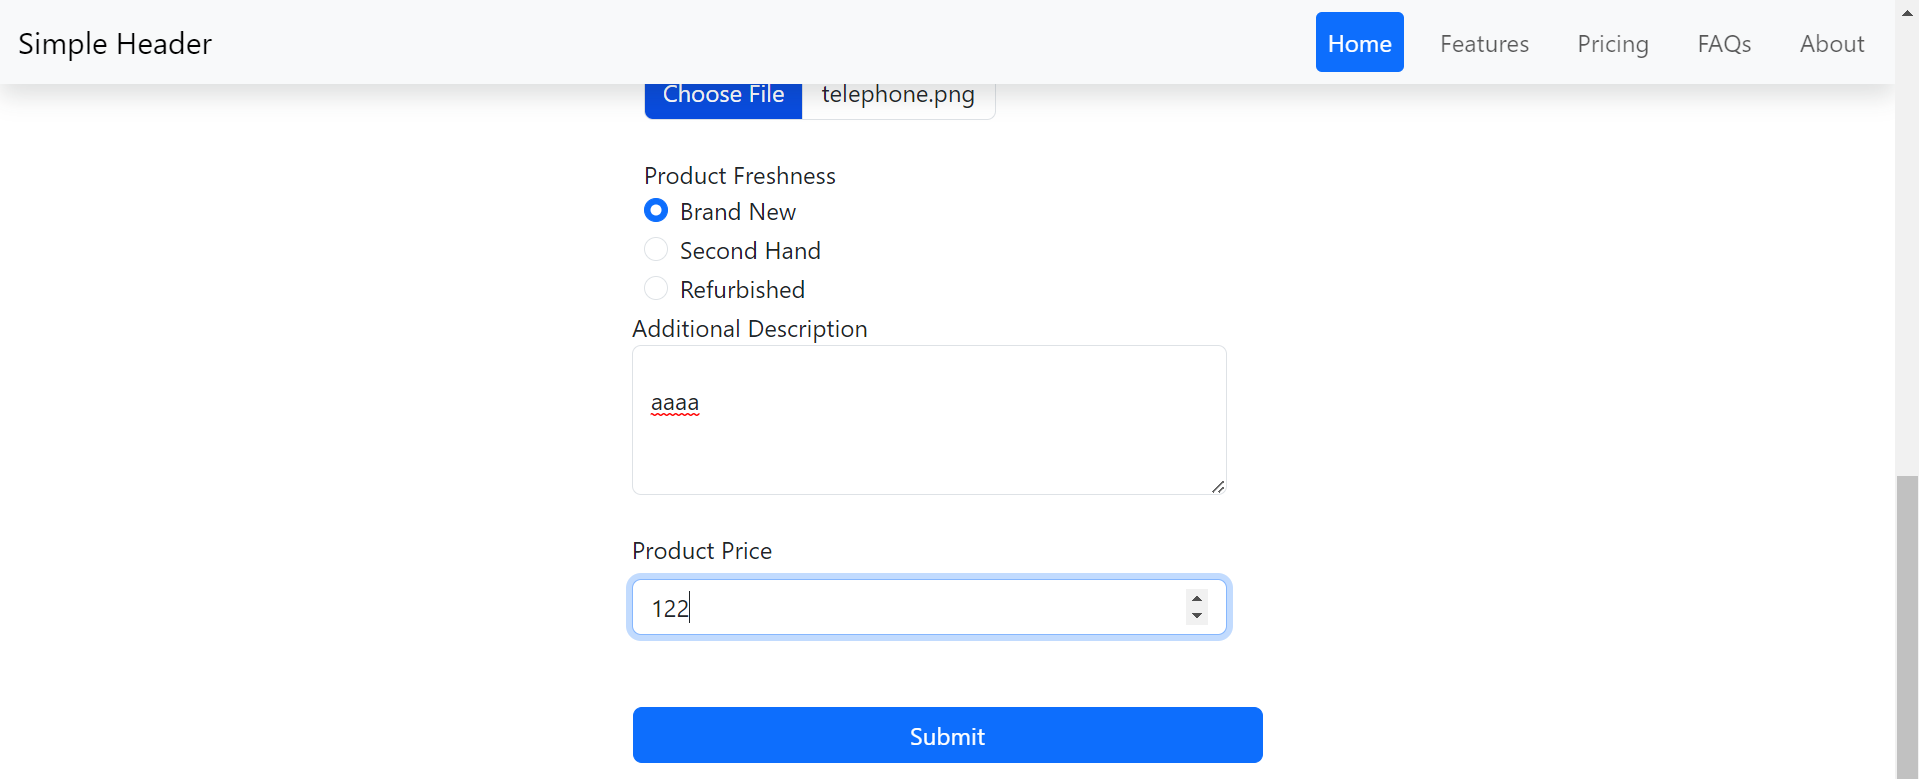 Simple Header
Home Features Pricing FAQs About
Choose File telephone.png
Product Freshness
Brand New
Second Hand
Refurbished
Additional Description
aaaa
Product Price
122
Submit